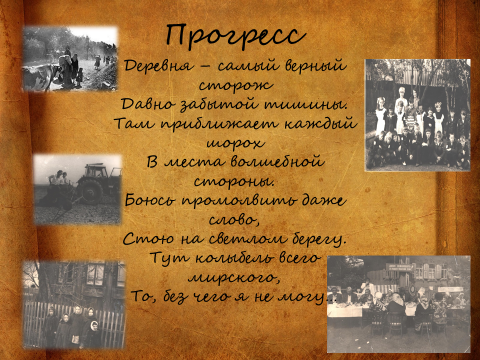 Прогресс
Деревня – самый верный
сторож
Давно забытой тишины.
Там приближает каждый
шорох
В места волшебной
стороны.
Боюсь промолвить даже
слово,
Стою на светлом берегу.
Тут колыбель всего
мирского,
То, без чего я не могу...